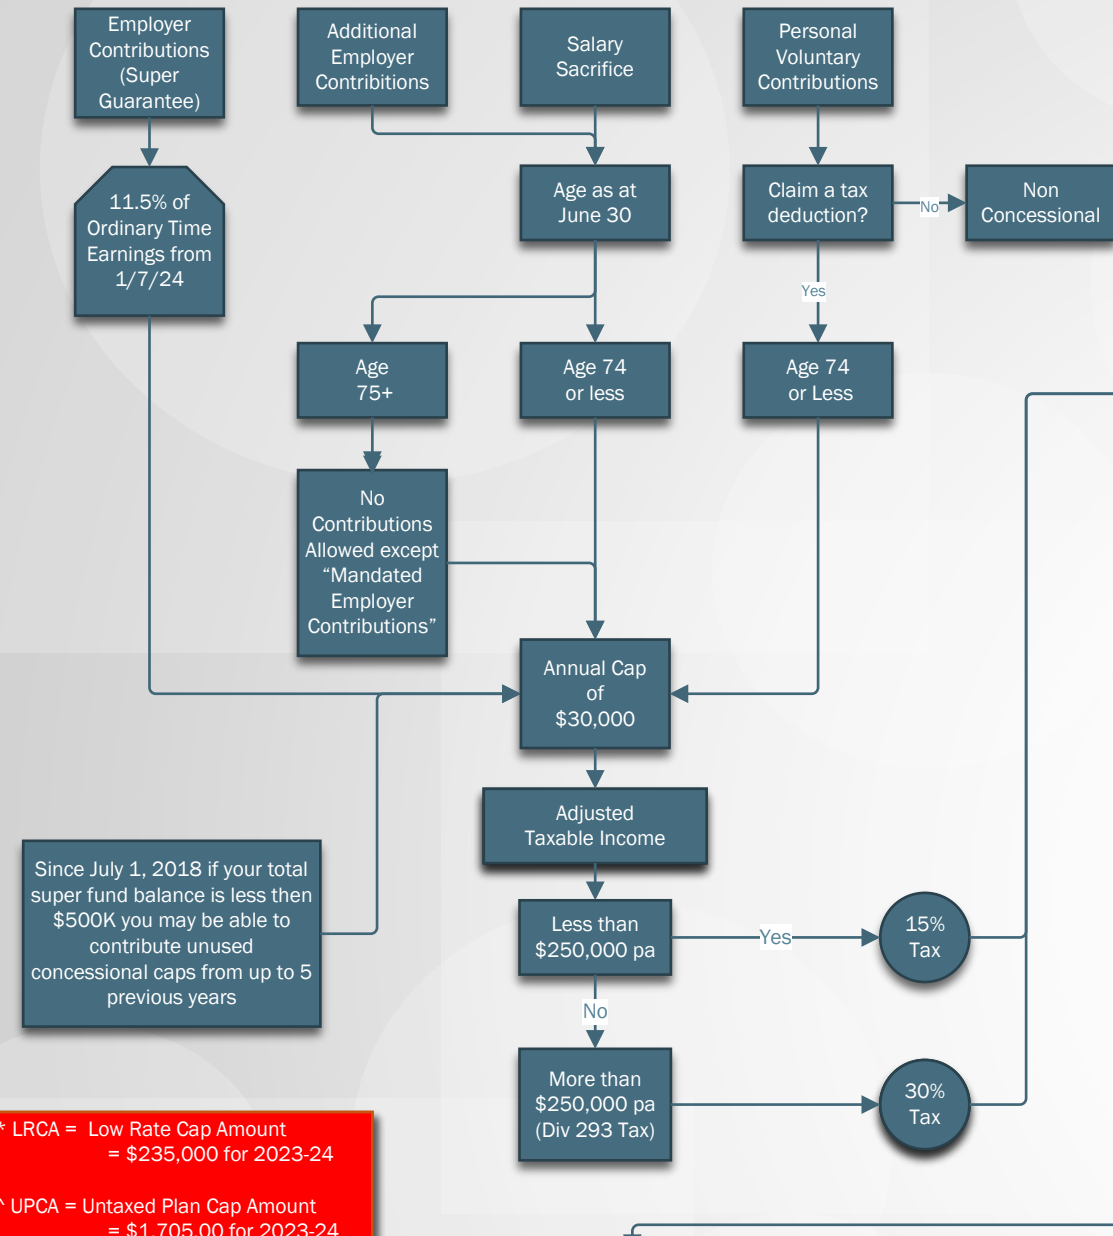 Employer
Contributions
(Super
Guarantee)
Additional
Employer
Contribitions
Salary
Sacrifice
Personal
Voluntary
Contributions
11.5% of
Ordinary Time
Earnings from
1/7/24
Age as at
June 30
Claim a tax
deduction?
No
Non
Concessional
Yes
Age
75+
Age 74
or less
Age 74
or Less
No
Contributions
Allowed except
“Mandated
Employer
Contributions”
Annual Cap
of
$30,000
Adjusted
Taxable Income
Since July 1, 2018 if your total
super fund balance is less then
$500K you may be able to
contribute unused
concessional caps from up to 5
previous years
Less than
$250,000 pa
Yes
15%
Tax
No
More than
$250,000 pa
(Div 293 Tax)
30%
Tax
* LRCA = Low Rate Cap Amount
= $235,000 for 2023-24
^ UPCA = Untaxed Plan Cap Amount
= $1,705,00 for 2023-24